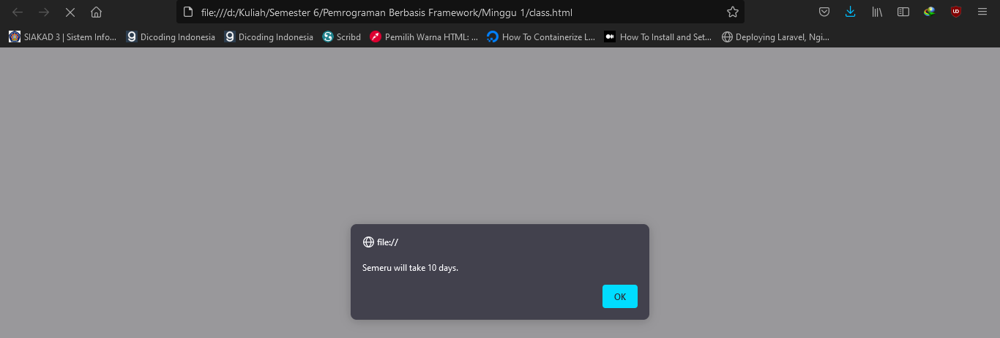 file:///d:/Kuliah/Semester 6/Pemrograman Berbasis Framework/Minggu 1/class.html
SIAKAD 3 | Sistem Info... Dicoding Indonesia Dicoding Indonesia Scribd Pemilih Warna HTML: ... How To Containerize L... How To Install and Set... Deploying Laravel, Ngi...
file://
Semeru will take 10 days.
OK